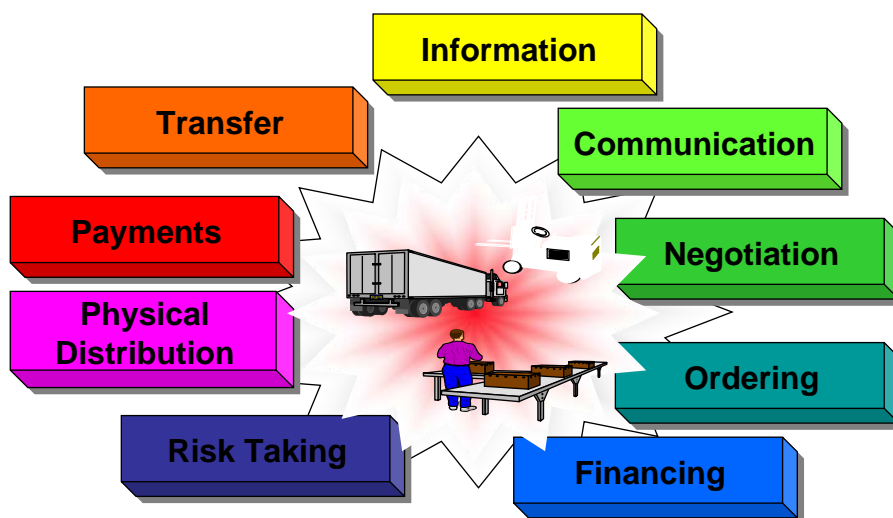 Information
Transfer
Communication
Payments
Negotiation
Physical
Distribution
Ordering
Risk Taking
Financing